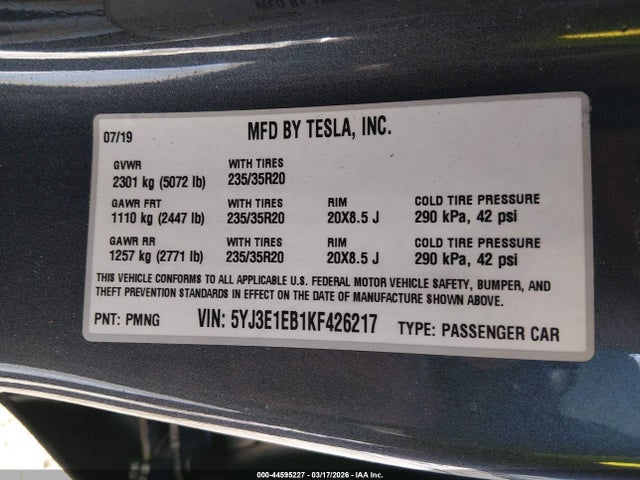 07/19 MFD BY TESLA, INC.
GVWR WITH TIRES
2301 kg (5072 lb) 235/35R20
GAWR FRT WITH TIRES RIM COLD TIRE PRESSURE
1110 kg (2447 lb) 235/35R20 20X8.5 J 290 kPa, 42 psi
GAWR RR WITH TIRES RIM COLD TIRE PRESSURE
1257 kg (2771 lb) 235/35R20 20X8.5 J 290 kPa, 42 psi
THIS VEHICLE CONFORMS TO ALL APPLICABLE U.S. FEDERAL MOTOR VEHICLE SAFETY, BUMPER, AND
THEFT PREVENTION STANDARDS IN EFFECT ON THE DATE OF MANUFACTURE SHOWN ABOVE.
PNT: PMNG VIN: 5YJ3E1EB1KF426217 TYPE: PASSENGER CAR
000-44595227 - 03/17/2026 - IAA Inc.